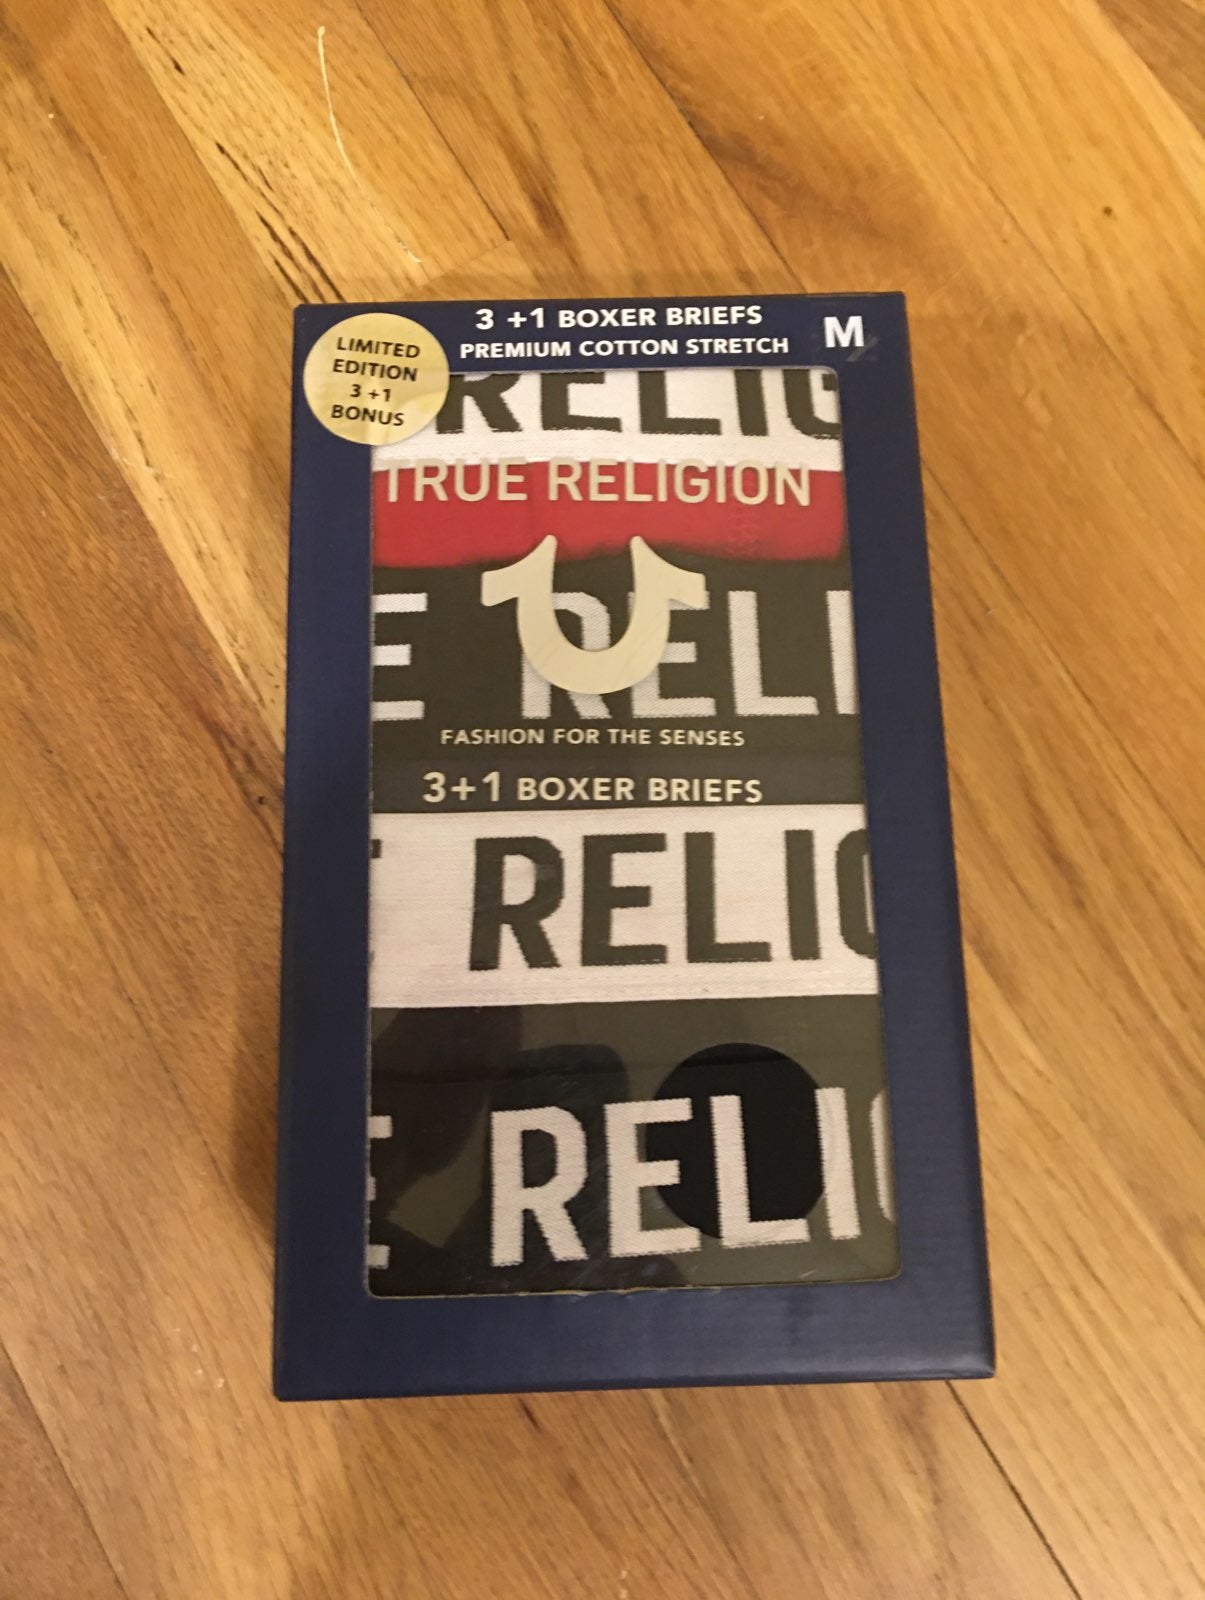 3 +1 BOXER BRIEFS
PREMIUM COTTON STRETCH
M
LIMITED
EDITION
3 +1
BONUS
RELIG
TRUE RELIGION
E RELI
FASHION FOR THE SENSES
3+1 BOXER BRIEFS
RELIG
E RELI